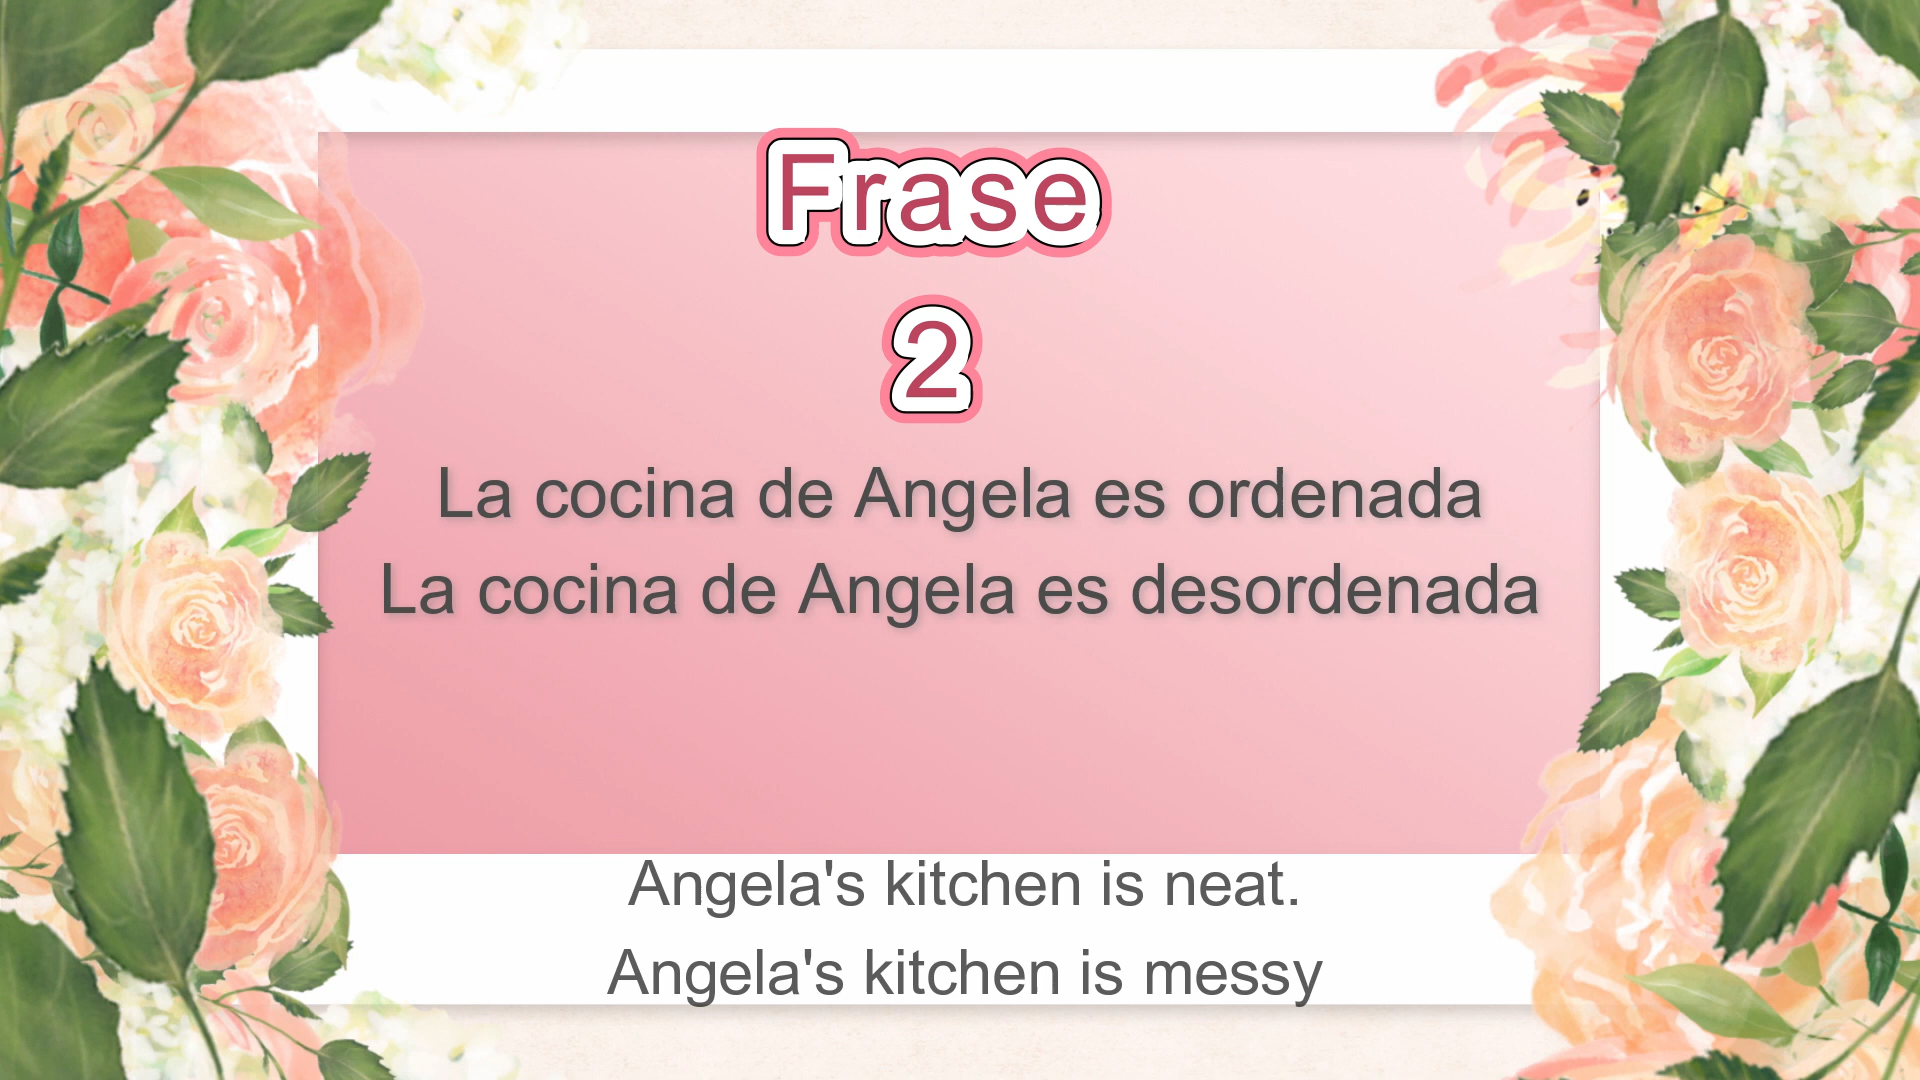 Frase
2
La cocina de Angela es ordenada
La cocina de Angela es desordenada
Angela's kitchen is neat.
Angela's kitchen is messy